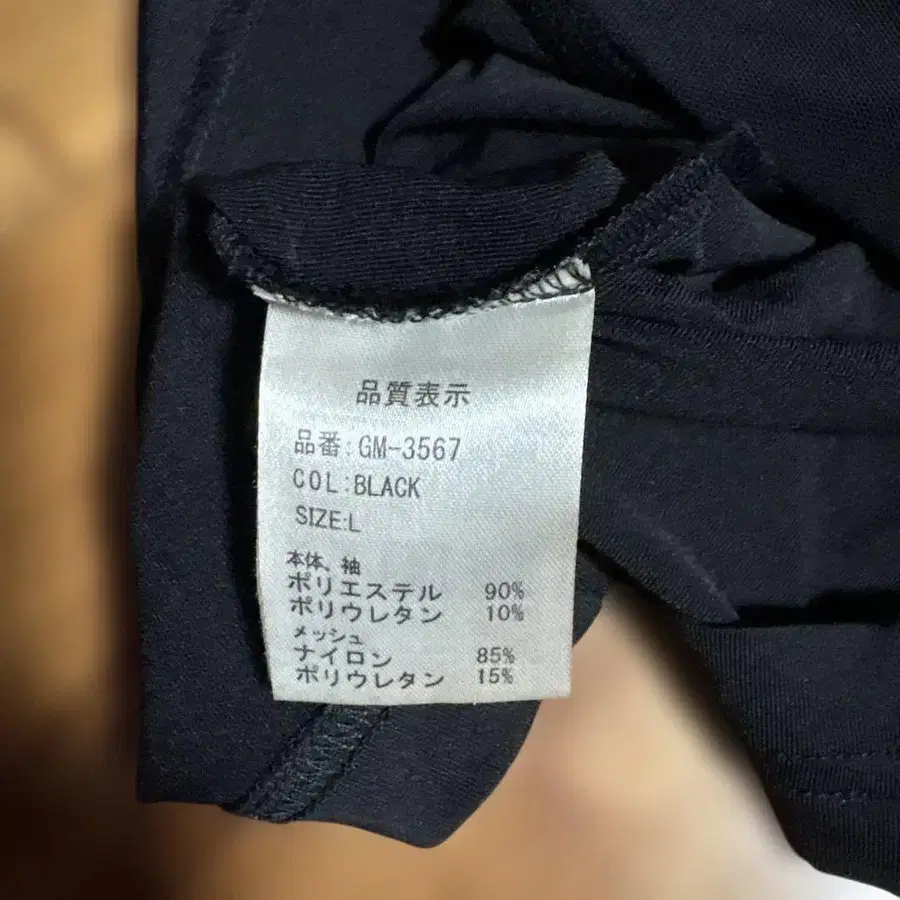 品質表示
品番:GM-3567
COL:BLACK
SIZE:L
本体、袖
ポリエステル 90%
ポリウレタン 10%
メッシュ
ナイロン 85%
ポリウレタン 15%